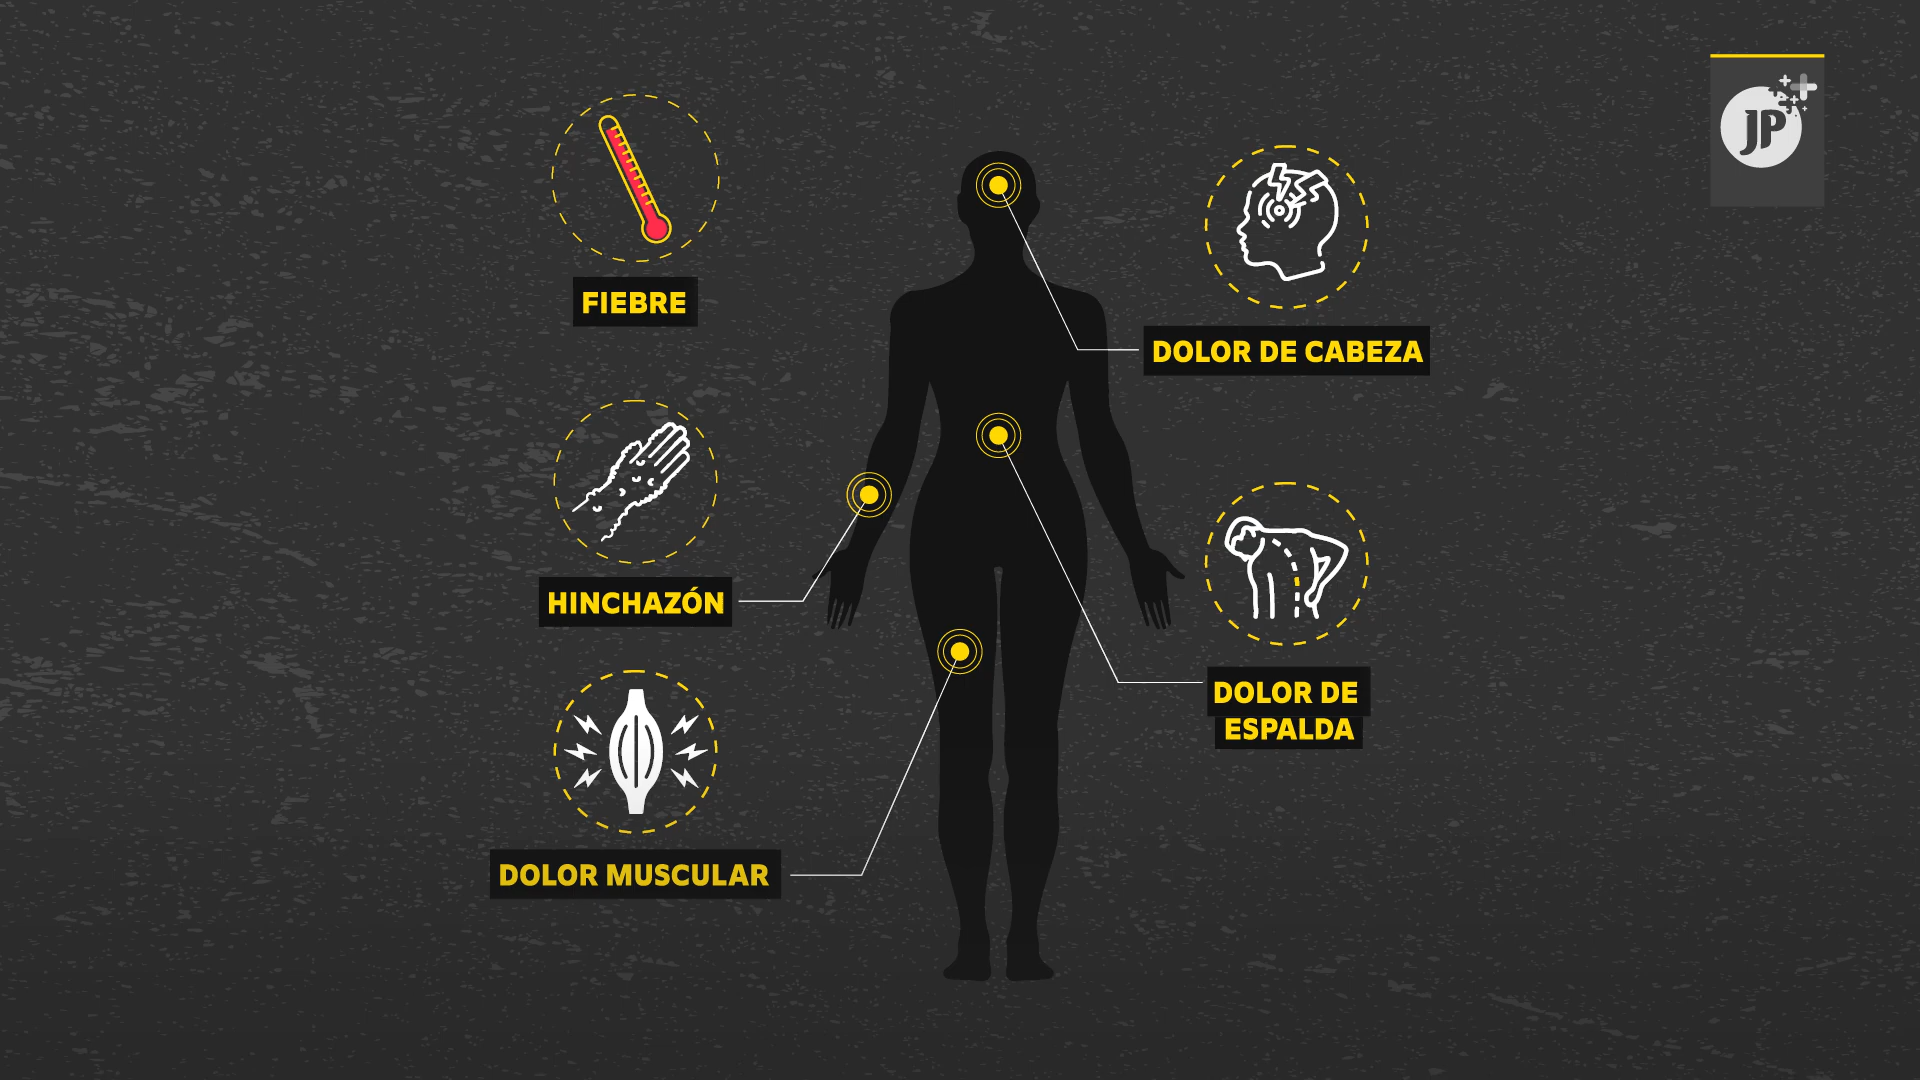 FIEBRE
HINCHAZÓN
DOLOR MUSCULAR
JP
DOLOR DE CABEZA
DOLOR DE
ESPALDA